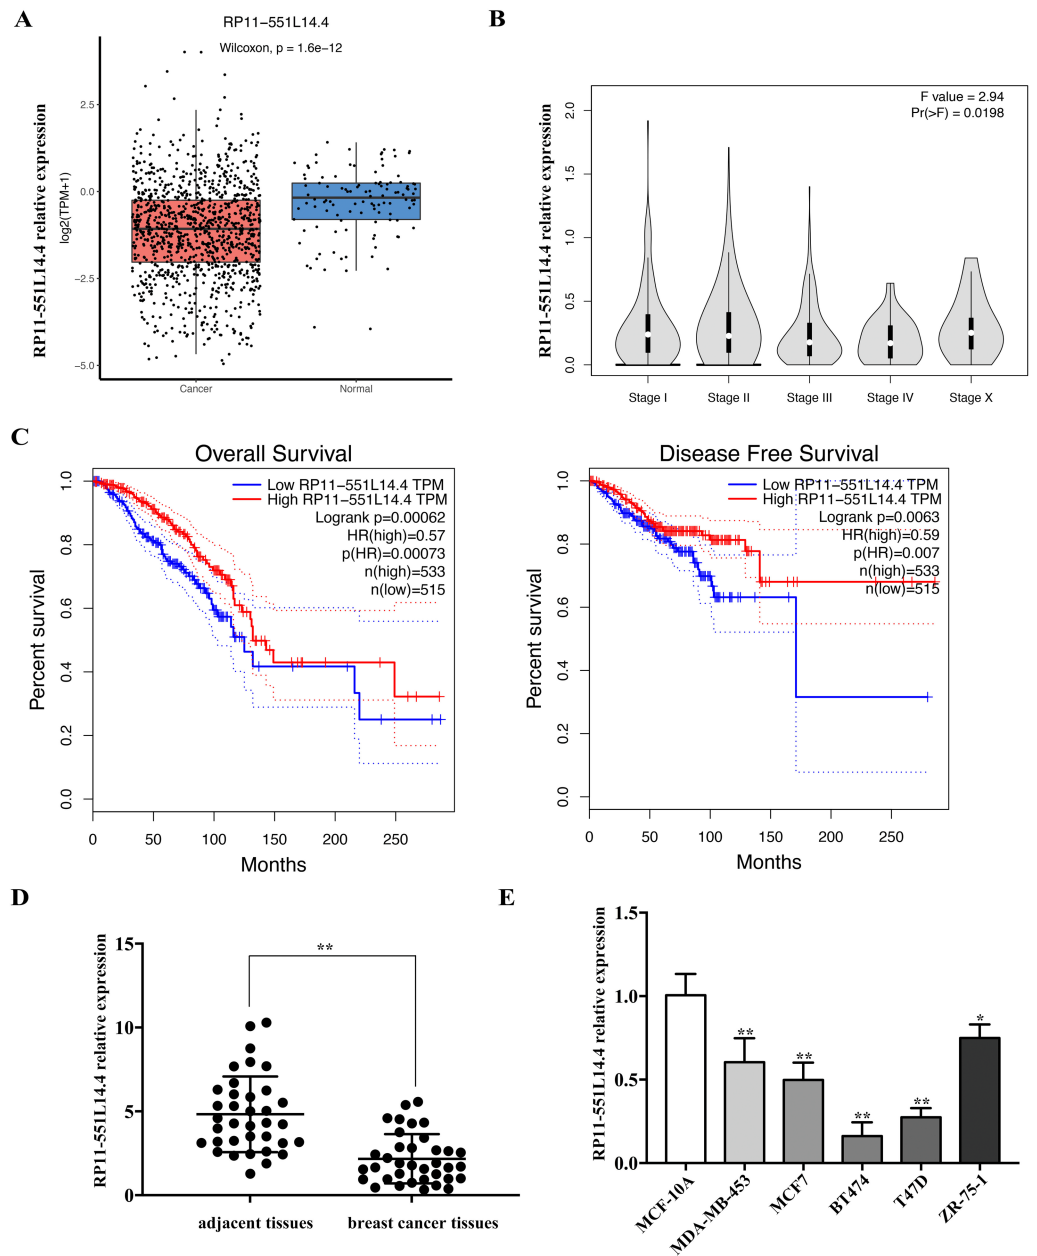 A
RP11−551L14.4
Wilcoxon, p = 1.6e−12
RP11-551L14.4 relative expression
log2(TPM+1)
2.5
0.0
−2.5
−5.0
Cancer
Normal
B
F value = 2.94
Pr(>F) = 0.0198
RP11-551L14.4 relative expression
2.0
1.5
1.0
0.5
0.0
Stage I
Stage II
Stage III
Stage IV
Stage X
C
Overall Survival
Low RP11−551L14.4 TPM
High RP11−551L14.4 TPM
Logrank p=0.00062
HR(high)=0.57
p(HR)=0.00073
n(high)=533
n(low)=515
Percent survival
1.0
0.8
0.6
0.4
0.2
0.0
0
50
100
150
200
250
Months
Disease Free Survival
Low RP11−551L14.4 TPM
High RP11−551L14.4 TPM
Logrank p=0.0063
HR(high)=0.59
p(HR)=0.007
n(high)=533
n(low)=515
Percent survival
1.0
0.8
0.6
0.4
0.2
0.0
0
50
100
150
200
250
Months
D
RP11-551L14.4 relative expression
15
10
5
0
**
adjacent tissues
breast cancer tissues
E
RP11-551L14.4 relative expression
1.5
1.0
0.5
0.0
**
**
**
**
*
MCF-10A
MDA-MB-453
MCF7
BT474
T47D
ZR-75-1